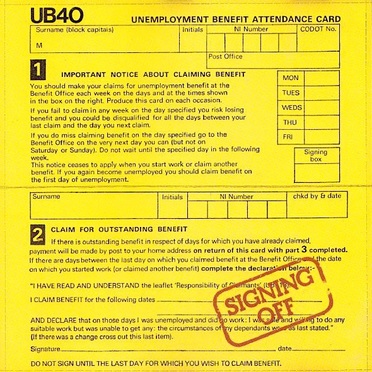 UB40 UNEMPLOYMENT BENEFIT ATTENDANCE CARD
Surname (block capitals) Initials NI Number CODOT No.
M
Post Office
1 IMPORTANT NOTICE ABOUT CLAIMING BENEFIT
You should make your claims for unemployment benefit at the
Benefit Office each week on the days and at the times shown
in the box on the right. Produce this card on each occasion.
If you fail to claim in any week on the day specified you risk losing
benefit and you could be disqualified for all the days between your
last claim and the day you next claim.
If you do miss claiming benefit on the day specified go to the
Benefit Office on the very next day you can (but not on
Saturday or Sunday). Do not wait until the specified day in the following
week.
This notice ceases to apply when you start work or claim another
benefit. If you again become unemployed you should claim benefit on
the first day of unemployment.
MON
TUES
WEDS
THU
FRI
Signing
box
Surname Initials NI Number chkd by & date
2 CLAIM FOR OUTSTANDING BENEFIT
If there is outstanding benefit in respect of days for which you have already claimed,
payment will be made by post to your home address on return of this card with part 3 completed.
If there are days between the last day on which you claimed benefit at the Benefit Office and the date
on which you started work (or claimed another benefit) complete the declaration below:-
"I HAVE READ AND UNDERSTAND the leaflet 'Responsibility of Claimants'
I CLAIM BENEFIT for the following dates
AND DECLARE that on those days I was unemployed and did no work: I was able and willing to do any
suitable work but was unable to get any: the circumstances of my dependants were as last stated."
(If there was a change cross out this last item).
Signature date
DO NOT SIGN UNTIL THE LAST DAY FOR WHICH YOU WISH TO CLAIM BENEFIT.
SIGNING
OFF